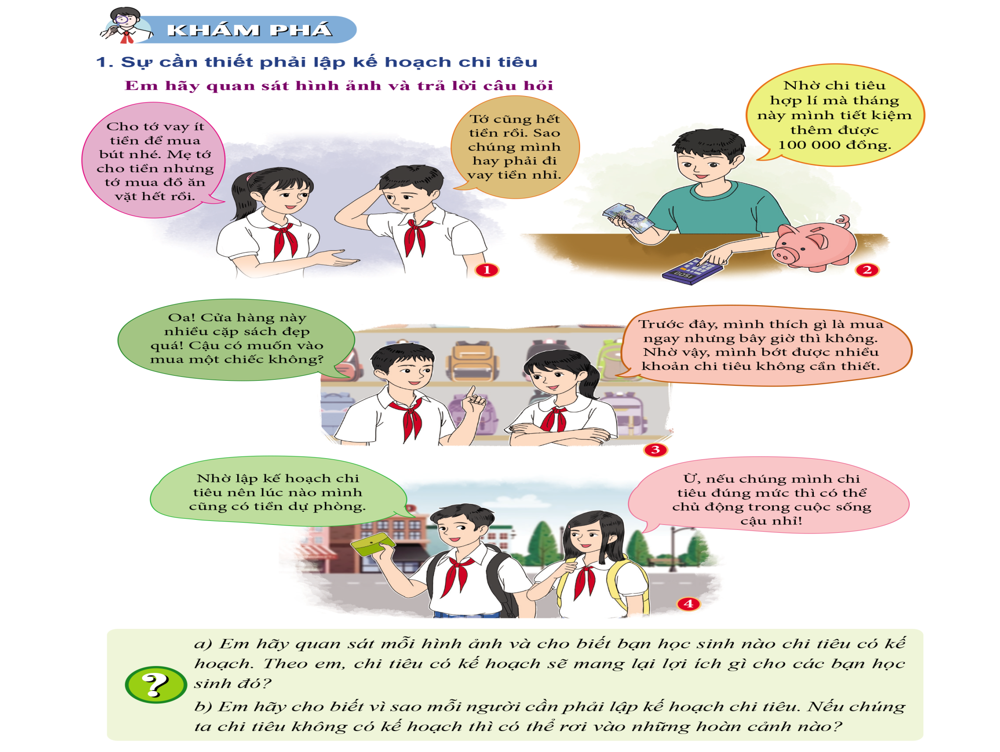 KHÁM PHÁ
1. Sự cần thiết phải lập kế hoạch chi tiêu
Em hãy quan sát hình ảnh và trả lời câu hỏi
Cho tớ vay ít
tiền để mua
bút nhé. Mẹ tớ
cho tiền nhưng
tớ mua đồ ăn
vặt hết rồi.
Tớ cũng hết
tiền rồi. Sao
chúng mình
hay phải đi
vay tiền nhỉ.
1
Nhờ chi tiêu
hợp lí mà tháng
này mình tiết kiệm
thêm được
100 000 đồng.
2
Oa! Cửa hàng này
nhiều cặp sách đẹp
quá! Cậu có muốn vào
mua một chiếc không?
Trước đây, mình thích gì là mua
ngay nhưng bây giờ thì không.
Nhờ vậy, mình bớt được nhiều
khoản chi tiêu không cần thiết.
3
Nhờ lập kế hoạch chi
tiêu nên lúc nào mình
cũng có tiền dự phòng.
Ừ, nếu chúng mình chi
tiêu đúng mức thì có thể
chủ động trong cuộc sống
cậu nhỉ!
4
?
a) Em hãy quan sát mỗi hình ảnh và cho biết bạn học sinh nào chi tiêu có kế
hoạch. Theo em, chi tiêu có kế hoạch sẽ mang lại lợi ích gì cho các bạn học
sinh đó?
b) Em hãy cho biết vì sao mỗi người cần phải lập kế hoạch chi tiêu. Nếu chúng
ta chi tiêu không có kế hoạch thì có thể rơi vào những hoàn cảnh nào?